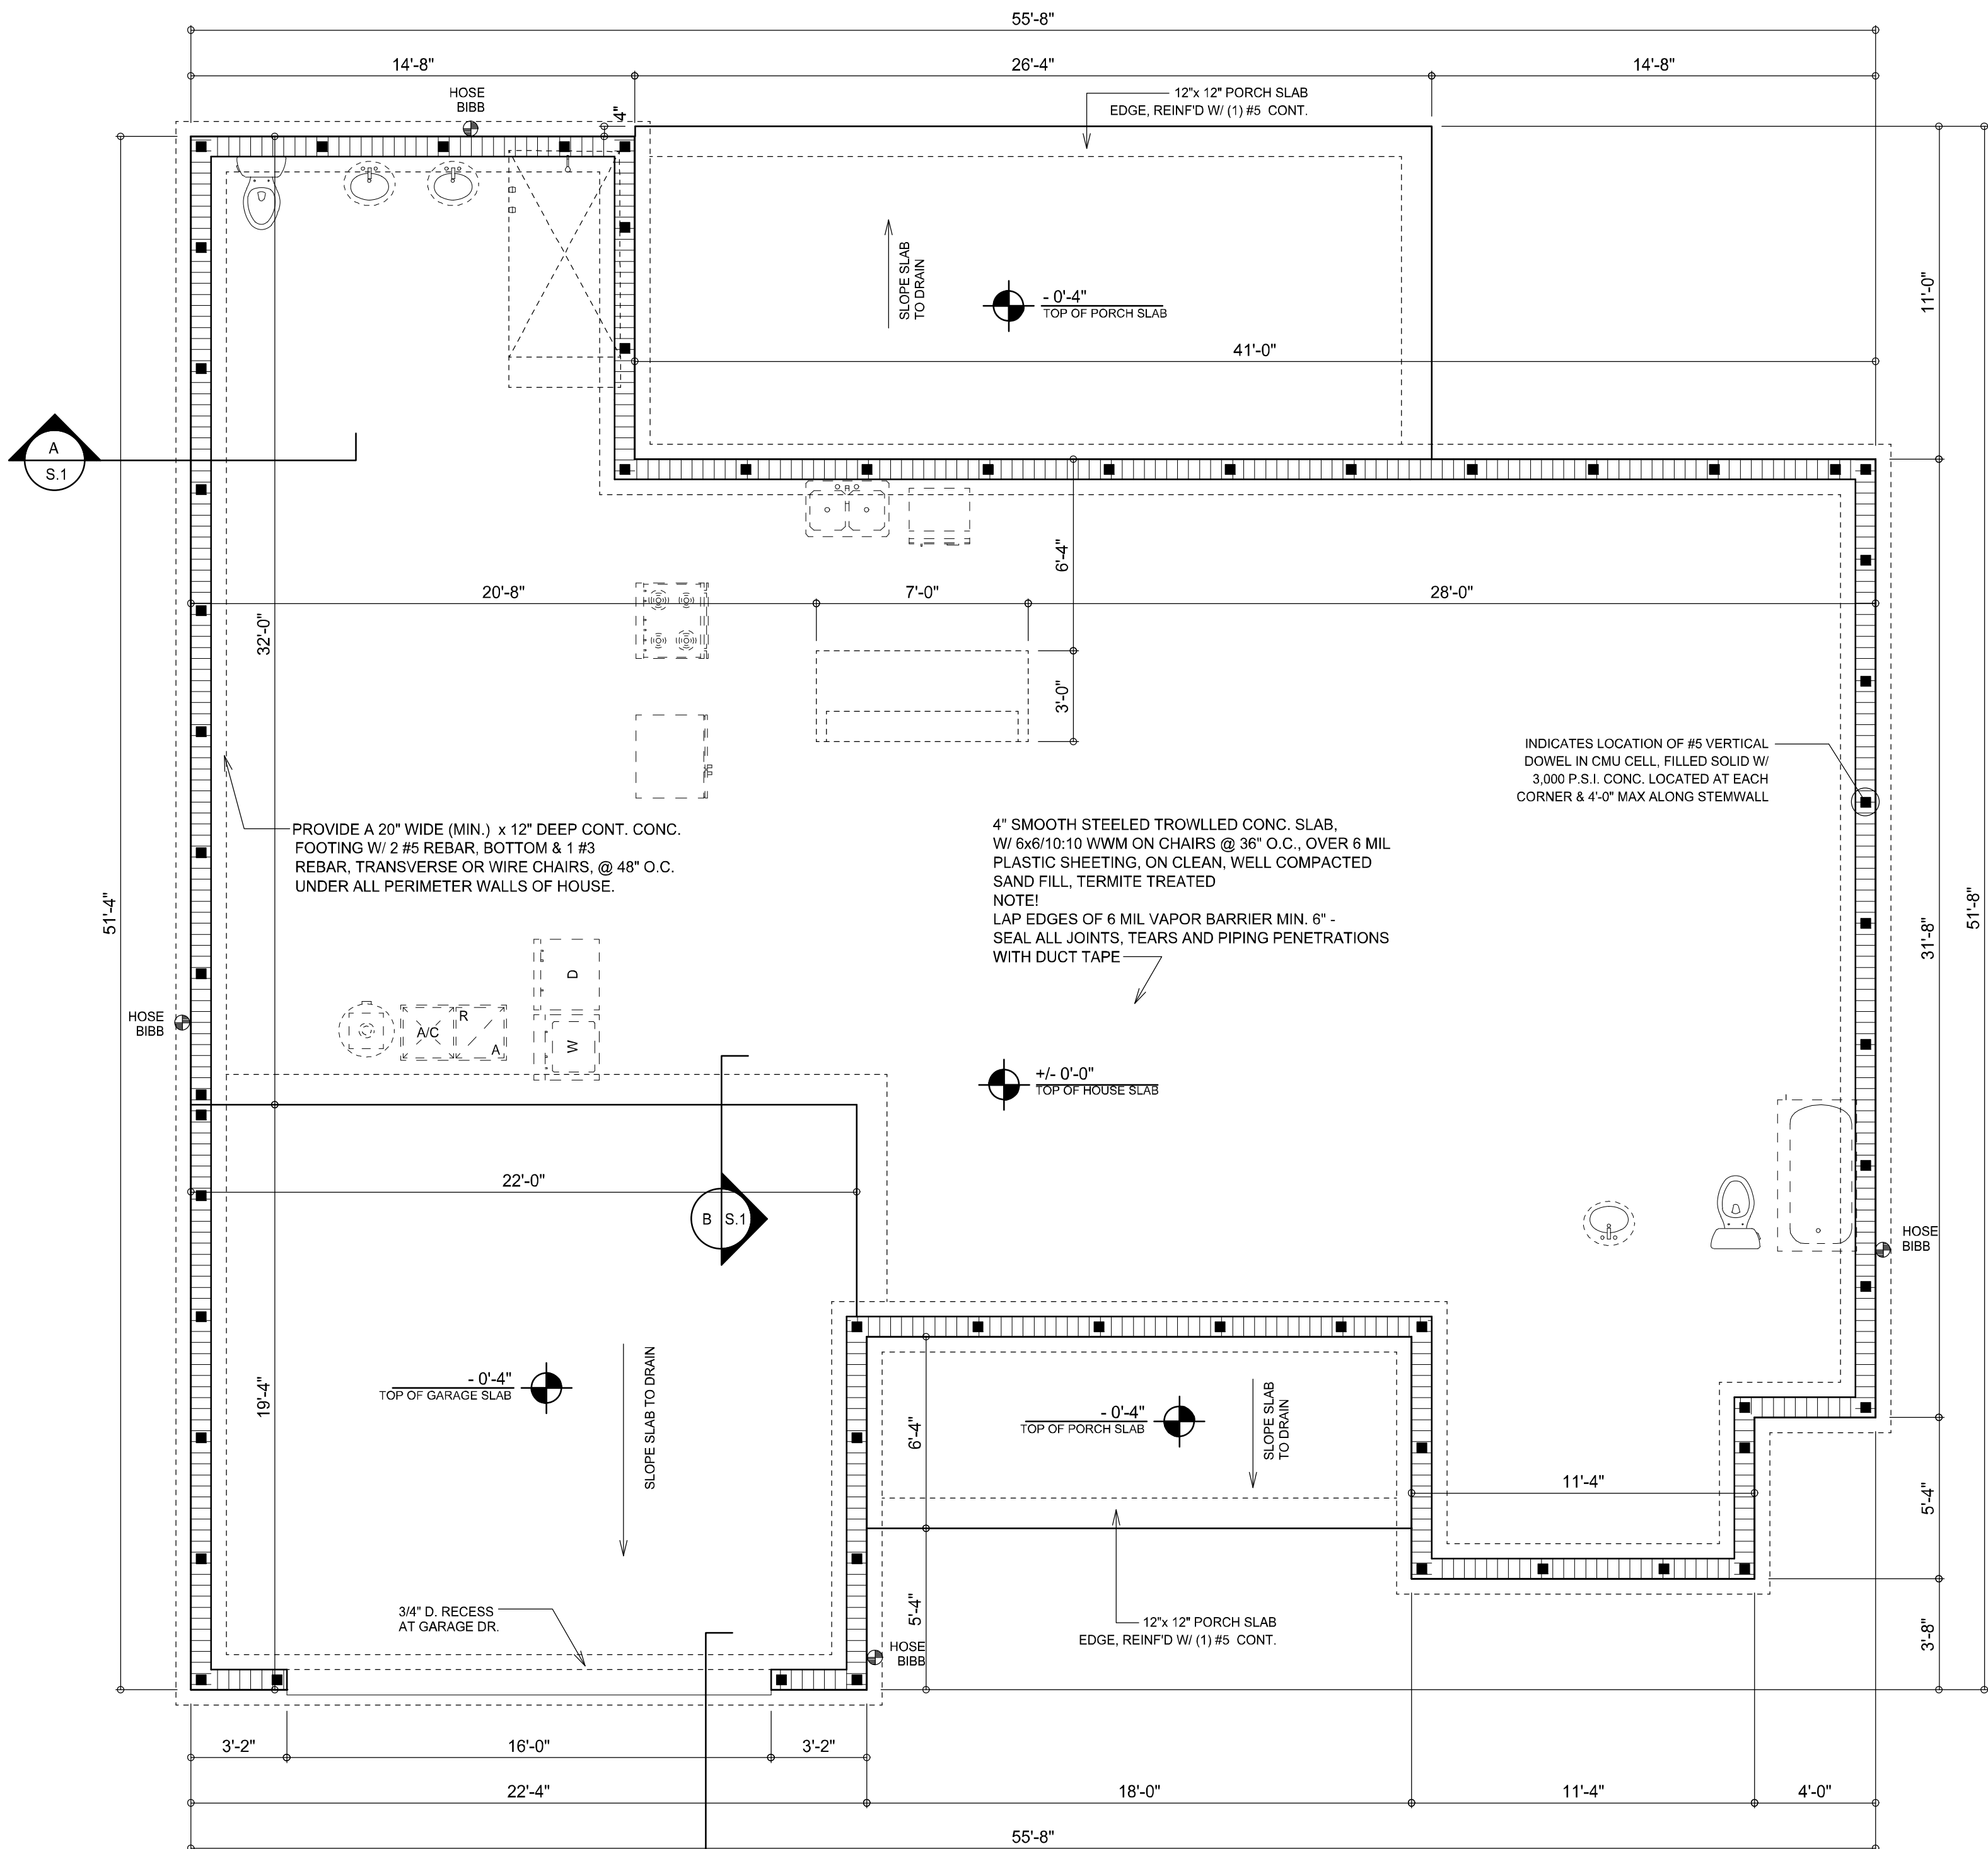 55'-8"
14'-8"
26'-4"
14'-8"
HOSE
BIBB
4"
12"x 12" PORCH SLAB
EDGE, REINF'D W/ (1) #5 CONT.
SLOPE SLAB
TO DRAIN
- 0'-4"
TOP OF PORCH SLAB
11'-0"
41'-0"
A
S.1
6'-4"
20'-8"
7'-0"
28'-0"
32'-0"
3'-0"
INDICATES LOCATION OF #5 VERTICAL
DOWEL IN CMU CELL, FILLED SOLID W/
3,000 P.S.I. CONC. LOCATED AT EACH
CORNER & 4'-0" MAX ALONG STEMWALL
PROVIDE A 20" WIDE (MIN.) x 12" DEEP CONT. CONC.
FOOTING W/ 2 #5 REBAR, BOTTOM & 1 #3
REBAR, TRANSVERSE OR WIRE CHAIRS, @ 48" O.C.
UNDER ALL PERIMETER WALLS OF HOUSE.
4" SMOOTH STEELED TROWLLED CONC. SLAB,
W/ 6x6/10:10 WWM ON CHAIRS @ 36" O.C., OVER 6 MIL
PLASTIC SHEETING, ON CLEAN, WELL COMPACTED
SAND FILL, TERMITE TREATED
NOTE!
LAP EDGES OF 6 MIL VAPOR BARRIER MIN. 6" -
SEAL ALL JOINTS, TEARS AND PIPING PENETRATIONS
WITH DUCT TAPE
51'-4"
31'-8"
51'-8"
D
HOSE
BIBB
A/C
R
A
W
+/- 0'-0"
TOP OF HOUSE SLAB
22'-0"
B
S.1
HOSE
BIBB
- 0'-4"
TOP OF GARAGE SLAB
SLOPE SLAB TO DRAIN
19'-4"
6'-4"
- 0'-4"
TOP OF PORCH SLAB
SLOPE SLAB
TO DRAIN
11'-4"
5'-4"
3/4" D. RECESS
AT GARAGE DR.
5'-4"
12"x 12" PORCH SLAB
EDGE, REINF'D W/ (1) #5 CONT.
HOSE
BIBB
3'-8"
3'-2"
16'-0"
3'-2"
22'-4"
18'-0"
11'-4"
4'-0"
55'-8"